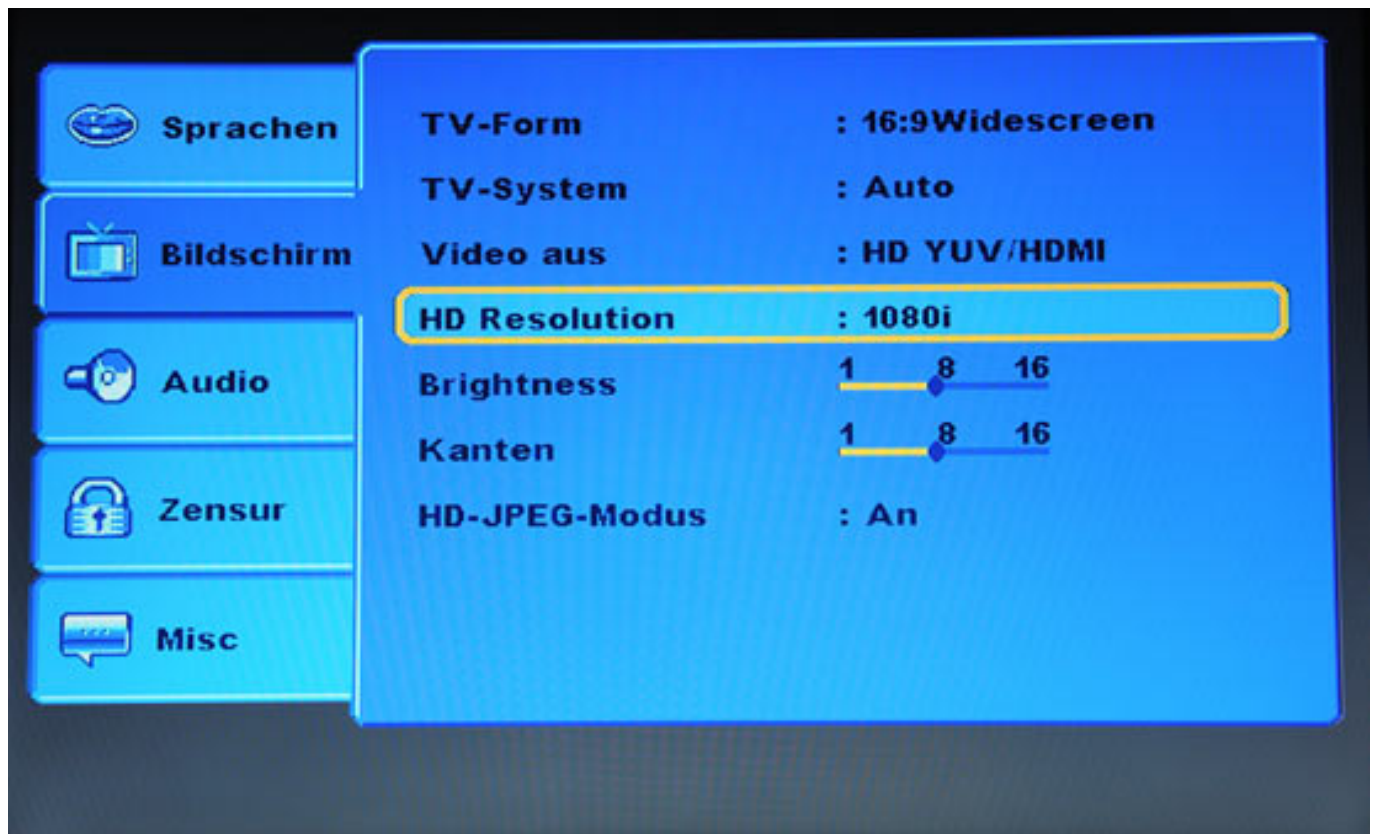 Sprachen
Bildschirm
Audio
Zensur
Misc
TV-Form : 16:9Widescreen
TV-System : Auto
Video aus : HD YUV/HDMI
HD Resolution : 1080i
Brightness 1 8 16
Kanten 1 8 16
HD-JPEG-Modus : An